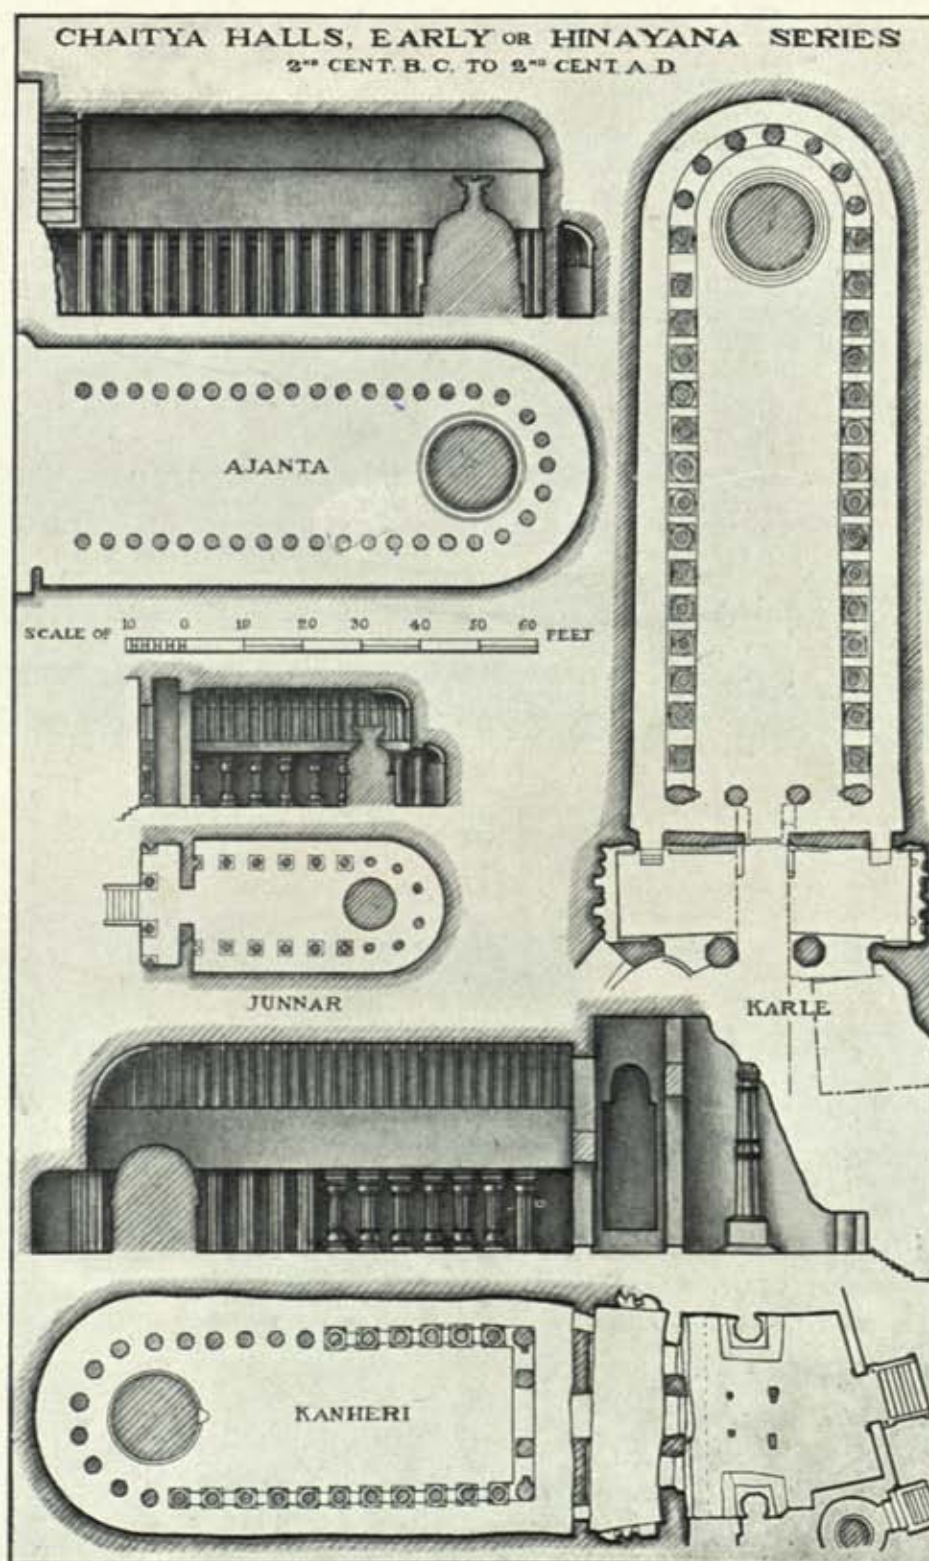 CHAITYA HALLS, EARLY OR HINAYANA SERIES
2ND CENT. B. C. TO 2ND CENT. A.D.
AJANTA
SCALE OF 10 0 10 20 30 40 50 60 FEET
JUNNAR
KARLE
KANHERI